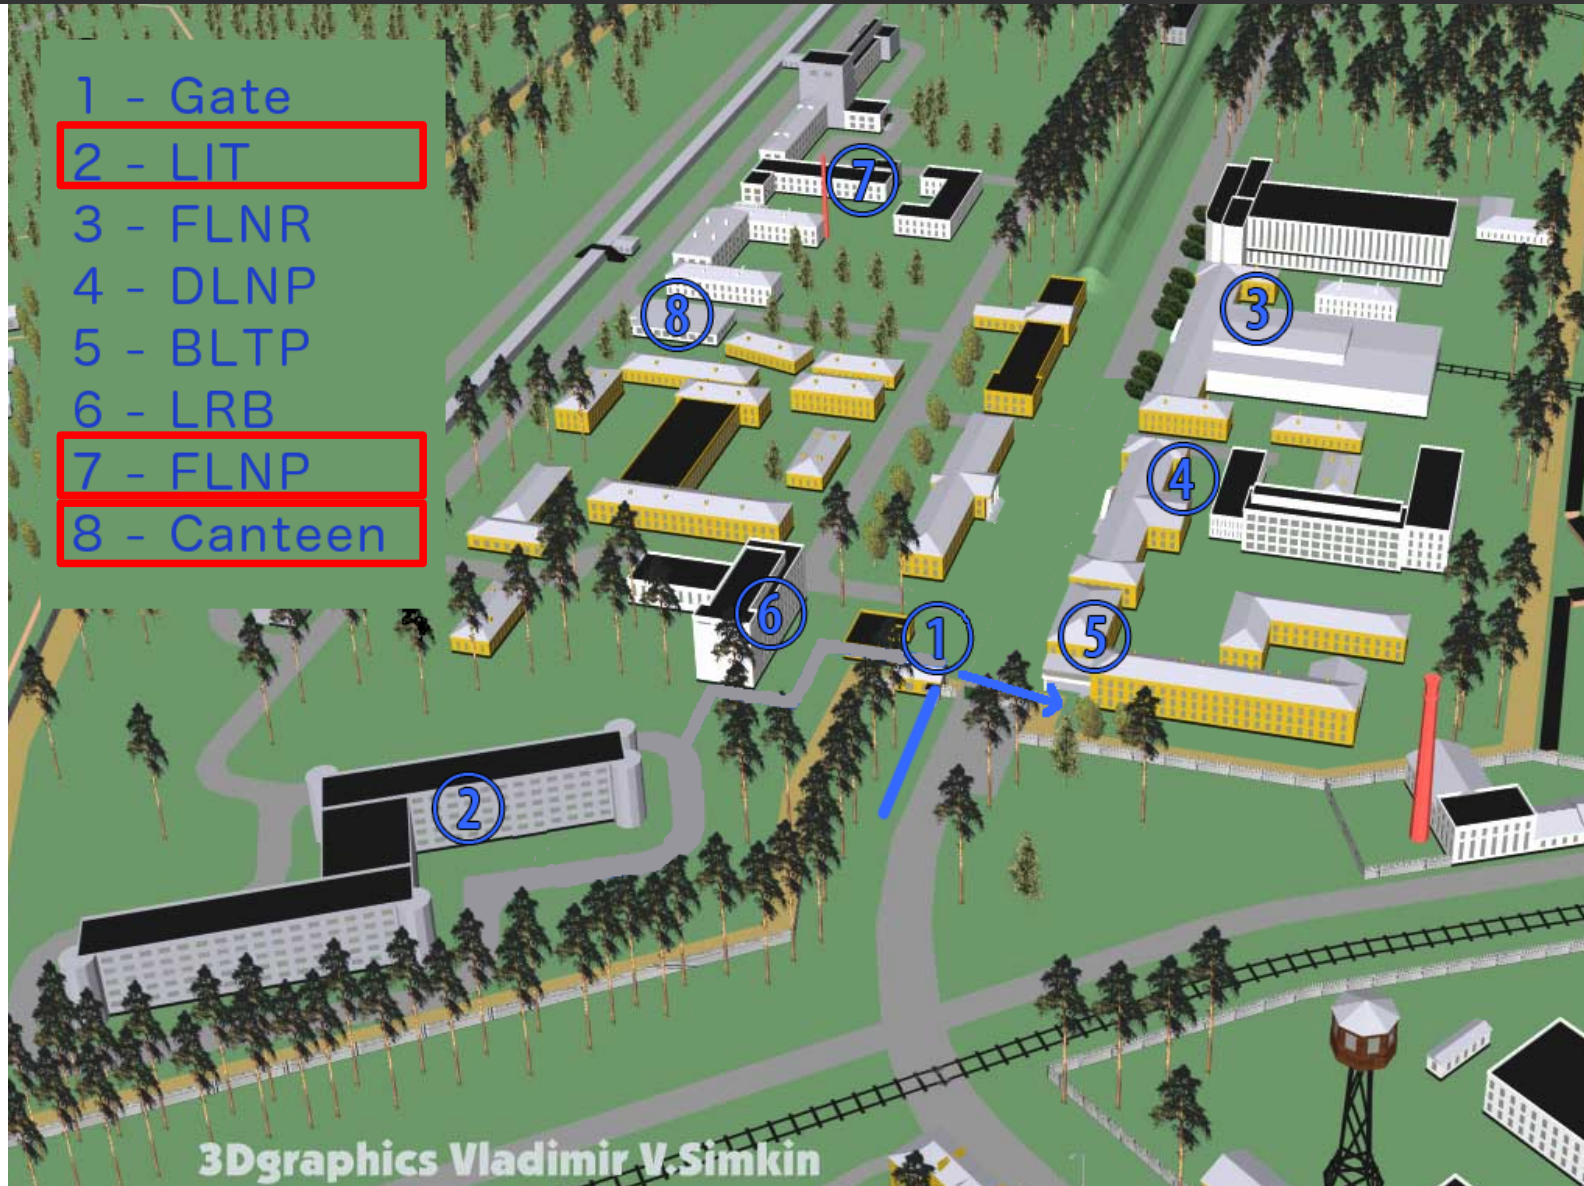 1 - Gate
2 - LIT
3 - FLNR
4 - DLNP
5 - BLTP
6 - LRB
7 - FLNP
8 - Canteen
7
3
8
4
6
1
5
2
3Dgraphics Vladimir V.Simkin